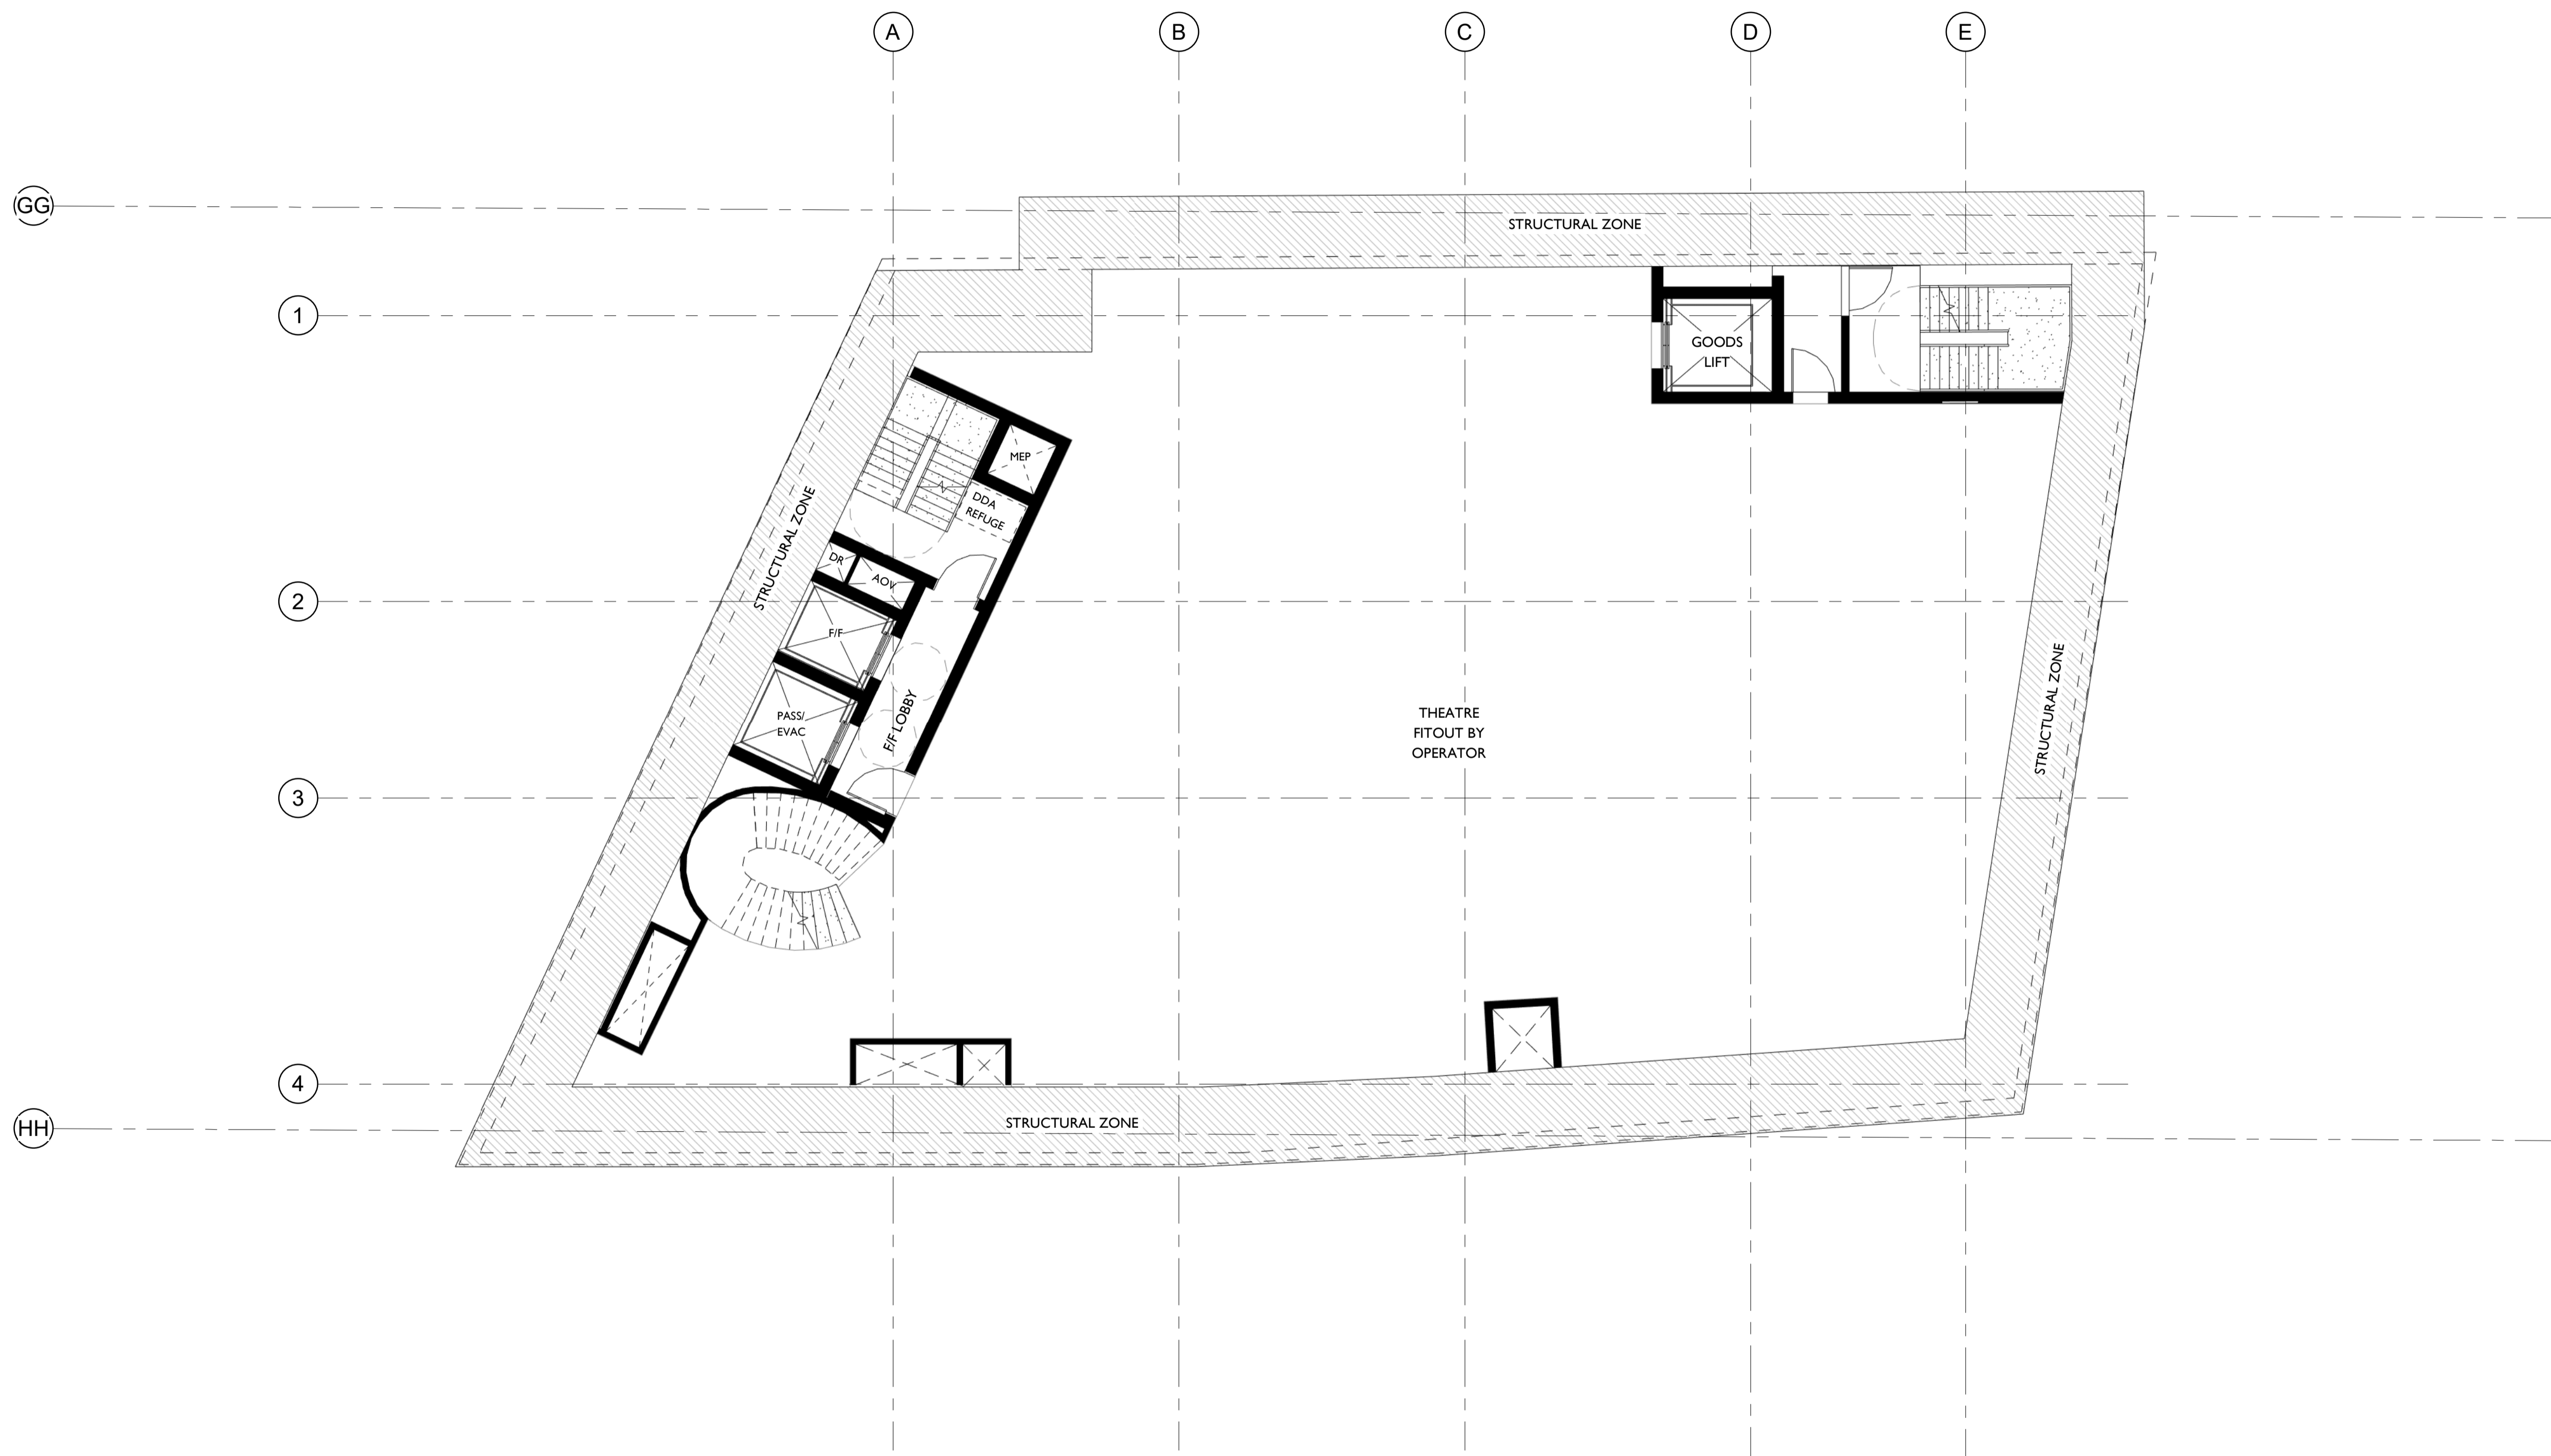 A
B
C
D
E
GG
STRUCTURAL ZONE
1
GOODS
LIFT
MEP
DDA
REFUGE
STRUCTURAL ZONE
DR
AOV
2
F/F
PASS/
EVAC
F/F LOBBY
THEATRE
FITOUT BY
OPERATOR
STRUCTURAL ZONE
3
4
STRUCTURAL ZONE
HH